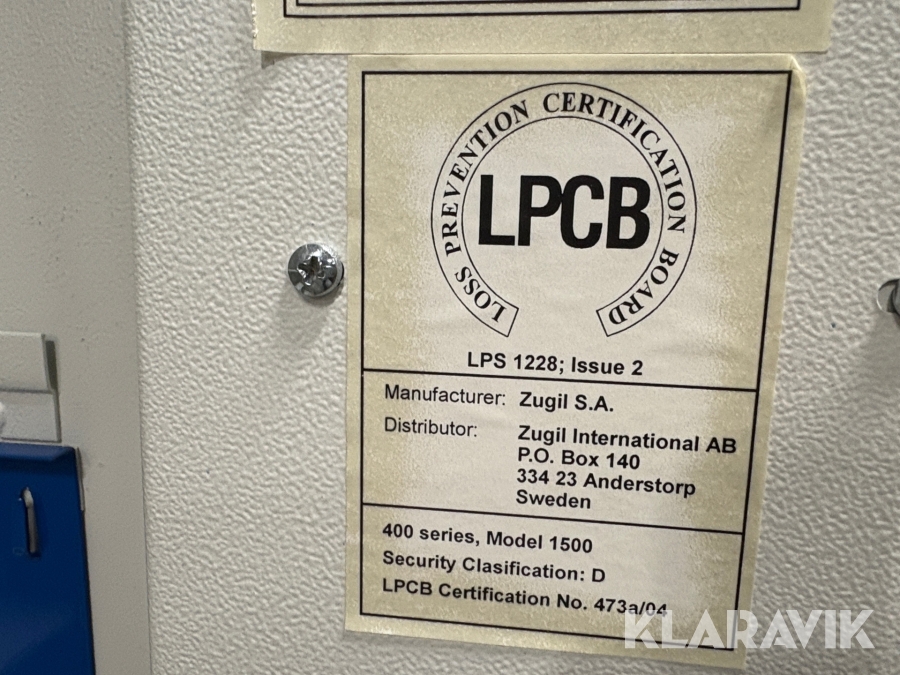 LOSS PREVENTION CERTIFICATION BOARD
LPCB
LPS 1228; Issue 2
Manufacturer: Zugil S.A.
Distributor: Zugil International AB
P.O. Box 140
334 23 Anderstorp
Sweden
400 series, Model 1500
Security Clasification: D
LPCB Certification No. 473a/04
KLARAVIK